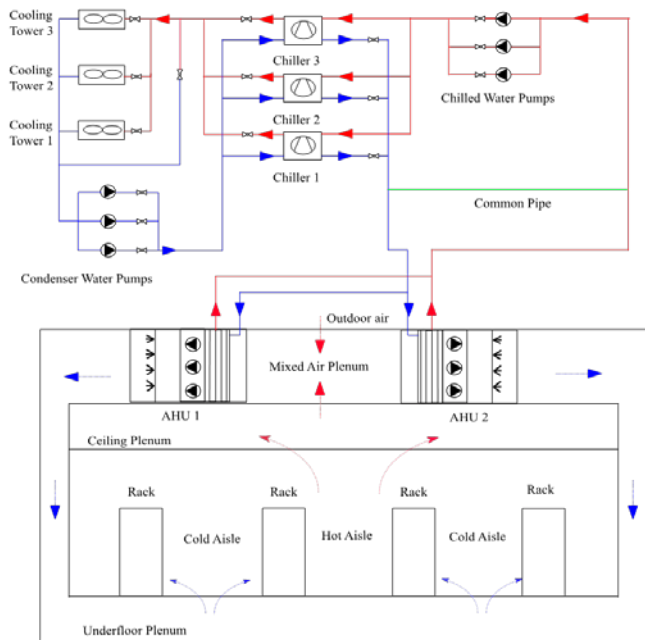 Cooling
Tower 3
Cooling
Tower 2
Cooling
Tower 1
Chiller 3
Chiller 2
Chiller 1
Chilled Water Pumps
Common Pipe
Condenser Water Pumps
Outdoor air
Mixed Air Plenum
AHU 1
AHU 2
Ceiling Plenum
Rack
Rack
Rack
Rack
Cold Aisle
Hot Aisle
Cold Aisle
Underfloor Plenum